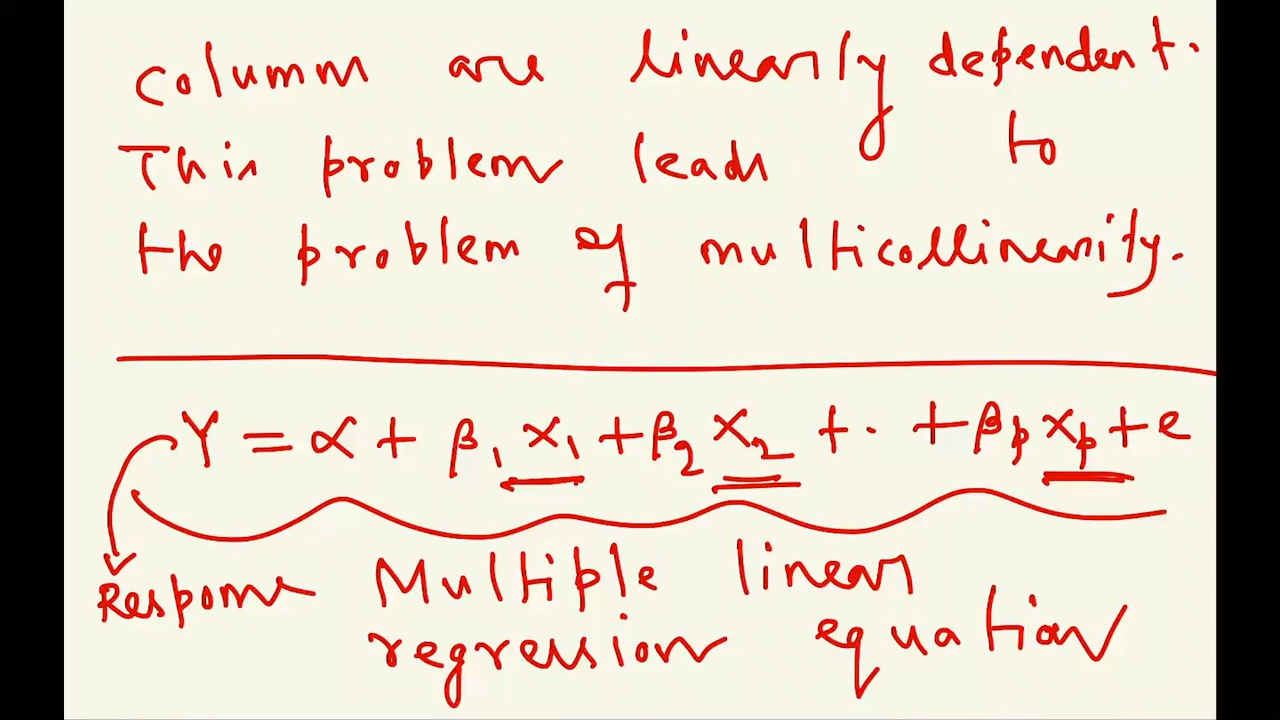 column are linearly dependent.
This problem leads to
the problem of multicollinearity.
Y = α + β₁ x₁ + β₂ x₂ + ·  + βₚ xₚ + e
Response Multiple linear
regression equation